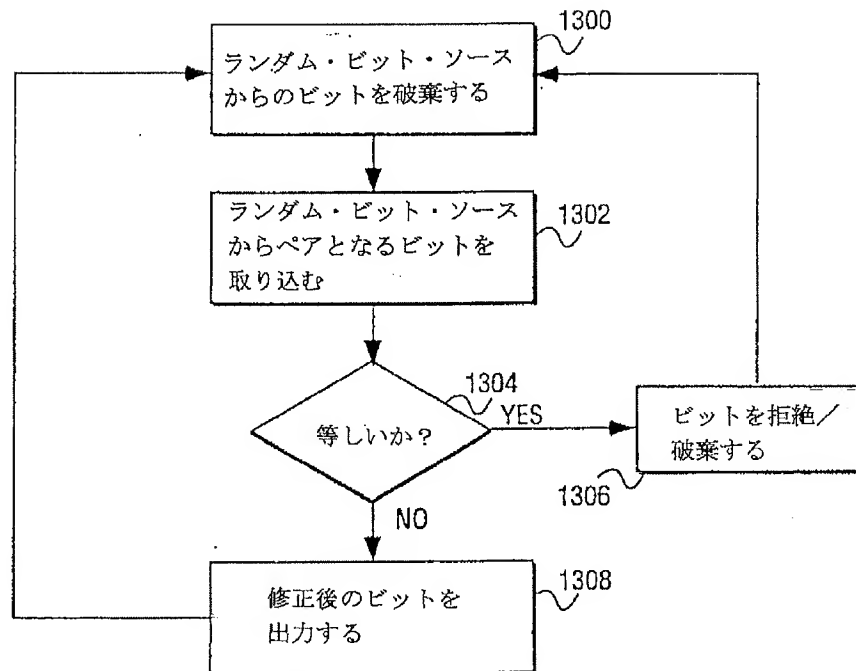 1300
ランダム・ビット・ソース
からのビットを破棄する
1302
ランダム・ビット・ソース
からペアとなるビットを
取り込む
1304
等しいか?
YES
ビットを拒絶/
破棄する
1306
NO
1308
修正後のビットを
出力する